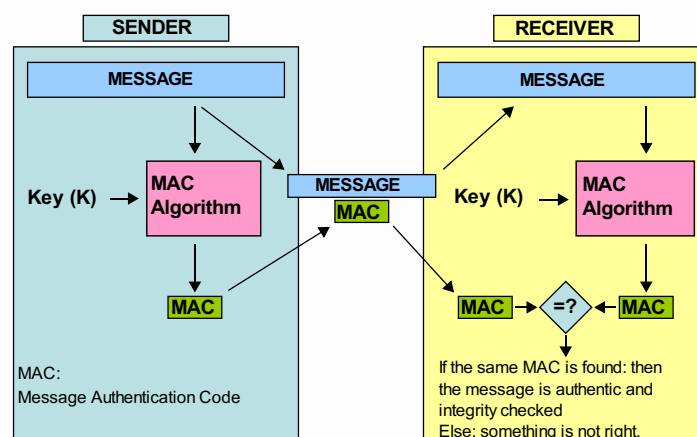 SENDER
RECEIVER
MESSAGE
MESSAGE
Key (K)
MAC
Algorithm
MESSAGE
MAC
Key (K)
MAC
Algorithm
MAC
MAC
=?
MAC
MAC:
Message Authentication Code
If the same MAC is found: then
the message is authentic and
integrity checked
Else: something is not right.